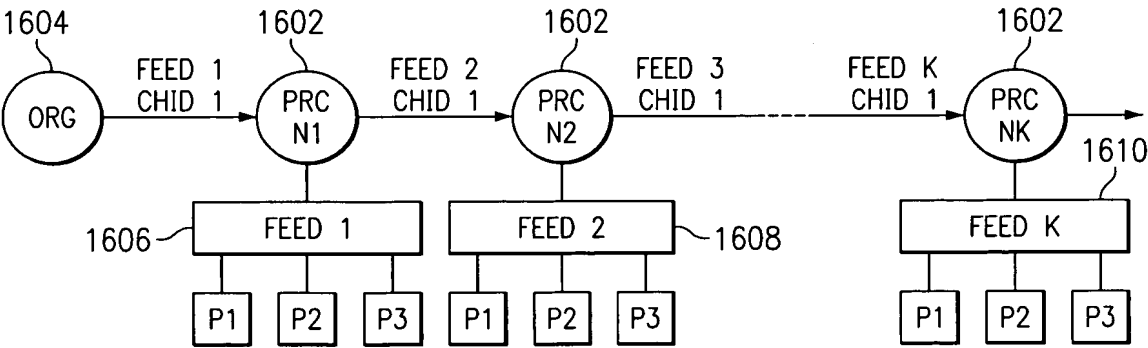 1604 1602 1602 1602
FEED 1 FEED 2 FEED 3 FEED K
CHID 1 CHID 1 CHID 1 CHID 1
ORG PRC N1 PRC N2 PRC NK
1610
FEED 1 FEED 2 FEED K
1606 1608
P1 P2 P3 P1 P2 P3 P1 P2 P3